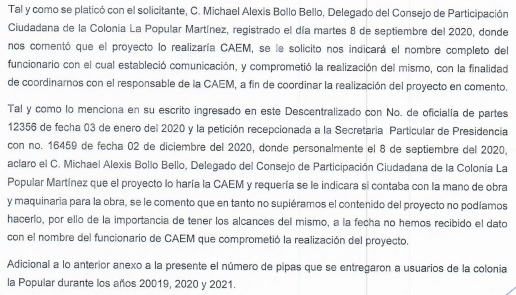 Tal y como se platicó con el solicitante, C. Michael Alexis Bollo Bello, Delegado del Consejo de Participación
Ciudadana de la Colonia La Popular Martínez, registrado el día martes 8 de septiembre del 2020, donde
nos comentó que el proyecto lo realizaría CAEM, se le solicito nos indicará el nombre completo del
funcionario con el cual estableció comunicación, y comprometió la realización del mismo, con la finalidad
de coordinarnos con el responsable de la CAEM, a fin de coordinar la realización del proyecto en comento.
Tal y como lo menciona en su escrito ingresado en este Descentralizado con No. de oficialía de partes
12356 de fecha 03 de enero del 2020 y la petición recepcionada a la Secretaria Particular de Presidencia
con no. 16459 de fecha 02 de diciembre del 2020, donde personalmente el 8 de septiembre del 2020,
aclaro el C. Michael Alexis Bollo Bello, Delegado del Consejo de Participación Ciudadana de la Colonia La
Popular Martínez que el proyecto lo haría la CAEM y requería se le indicara si contaba con la mano de obra
y maquinaria para la obra, se le comento que en tanto no supiéramos el contenido del proyecto no podíamos
hacerlo, por ello de la importancia de tener los alcances del mismo, a la fecha no hemos recibido el dato
con el nombre del funcionario de CAEM que comprometió la realización del proyecto.
Adicional a lo anterior anexo a la presente el número de pipas que se entregaron a usuarios de la colonia
la Popular durante los años 20019, 2020 y 2021.